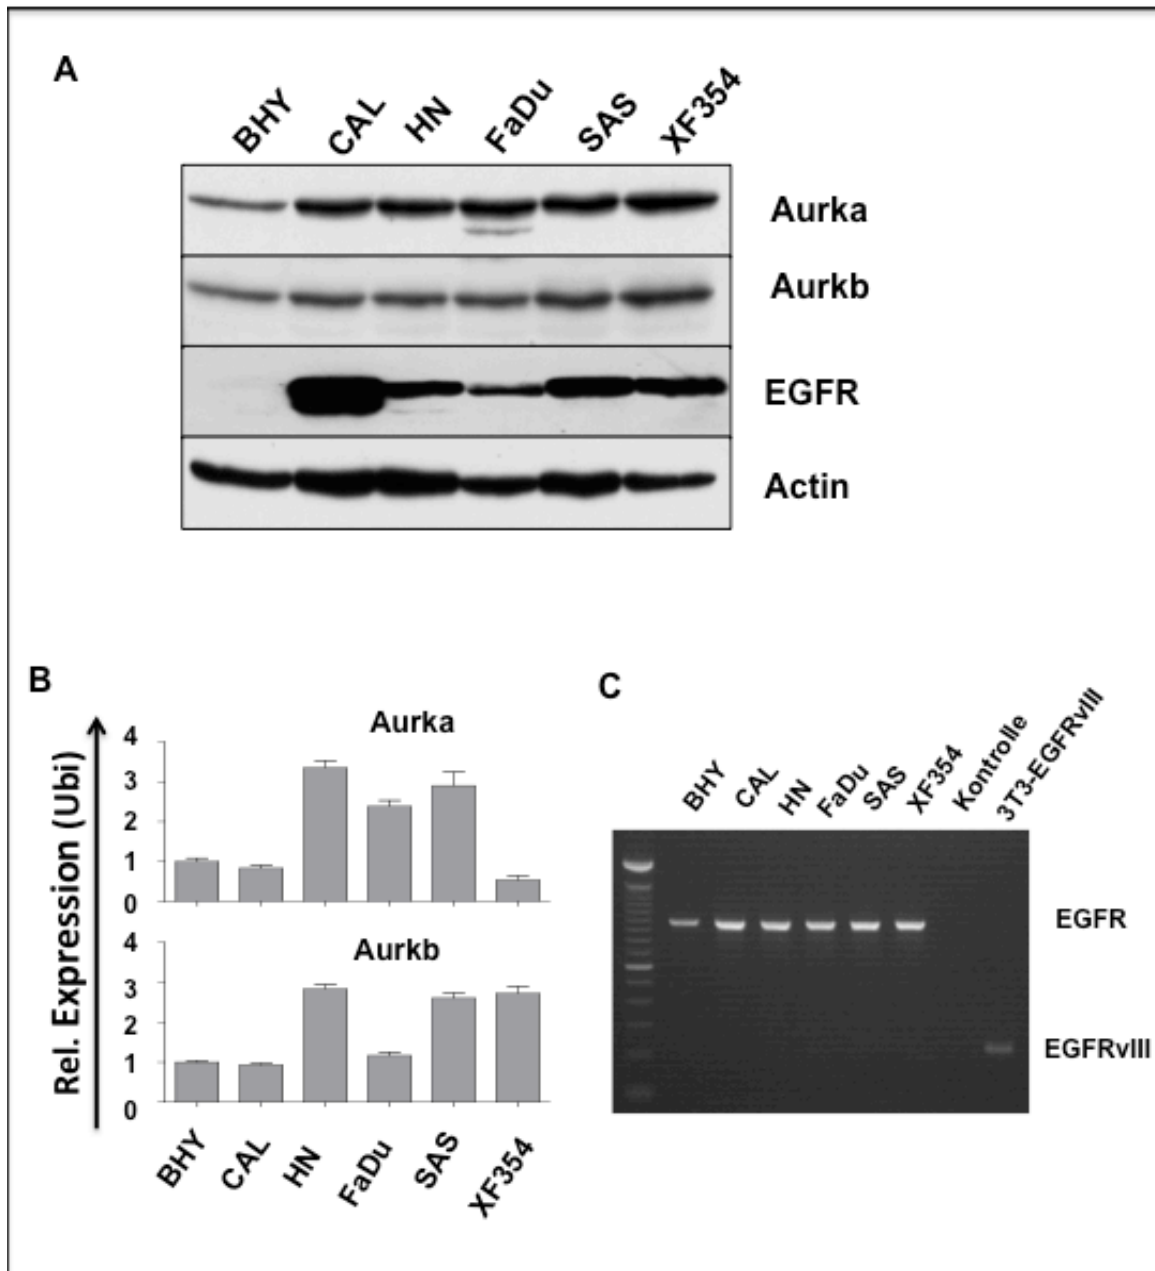 A
BHY CAL HN FaDu SAS XF354
Aurka
Aurkb
EGFR
Actin
B
Rel. Expression (Ubi)
Aurka
4
3
2
1
0
Aurkb
4
3
2
1
0
BHY CAL HN FaDu SAS XF354
C
BHY CAL HN FaDu SAS XF354 Kontrolle 3T3-EGFRvIII
EGFR
EGFRvIII